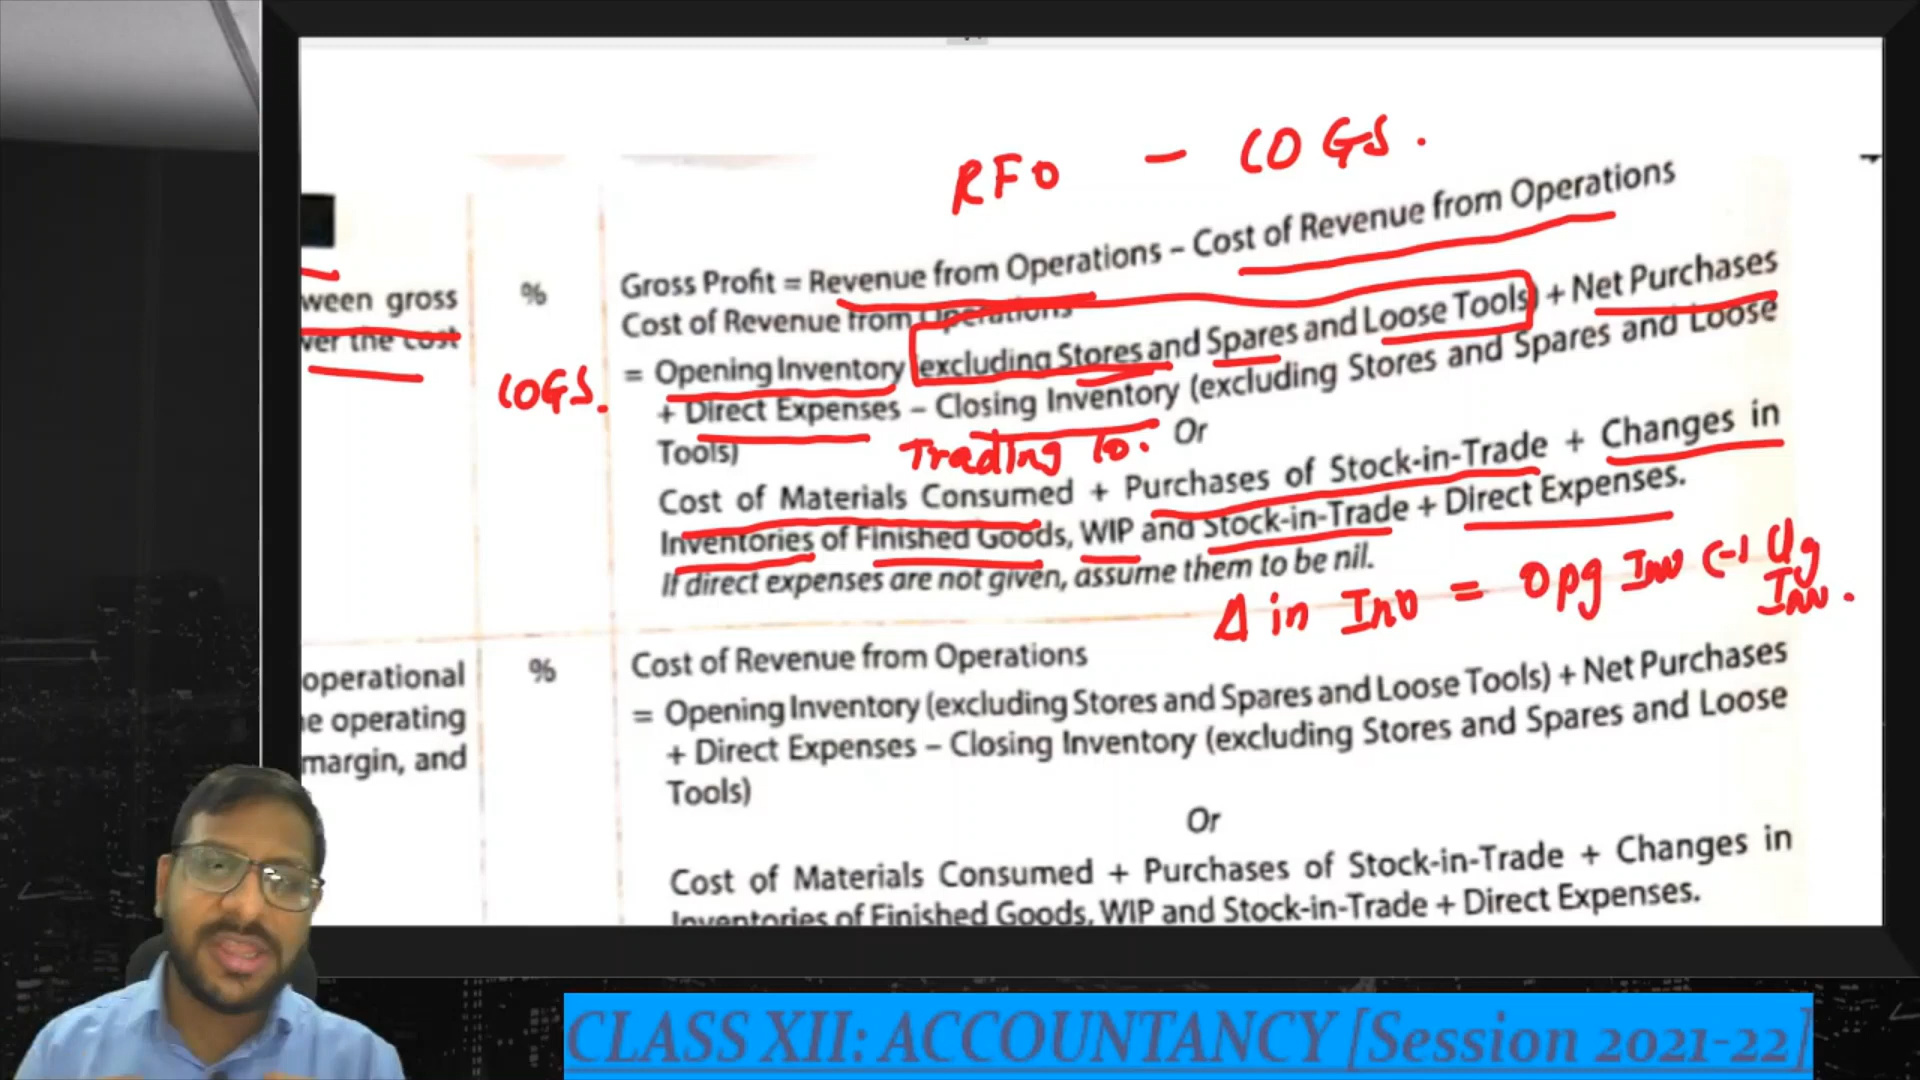 RFO - COGS.
ween gross
ver the cost
%
Gross Profit = Revenue from Operations – Cost of Revenue from Operations
Cost of Revenue from Operations
COGS.
= Opening Inventory (excluding Stores and Spares and Loose Tools) + Net Purchases
+ Direct Expenses – Closing Inventory (excluding Stores and Spares and Loose
Tools)
Trading Co.
Or
Cost of Materials Consumed + Purchases of Stock-in-Trade + Changes in
Inventories of Finished Goods, WIP and Stock-in-Trade + Direct Expenses.
If direct expenses are not given, assume them to be nil.
Δ in Inv = Opg Inv (-) Clg
Inv.
operational
e operating
margin, and
%
Cost of Revenue from Operations
= Opening Inventory (excluding Stores and Spares and Loose Tools) + Net Purchases
+ Direct Expenses – Closing Inventory (excluding Stores and Spares and Loose
Tools)
Or
Cost of Materials Consumed + Purchases of Stock-in-Trade + Changes in
Inventories of Finished Goods, WIP and Stock-in-Trade + Direct Expenses.
CLASS XII: ACCOUNTANCY [Session 2021-22]